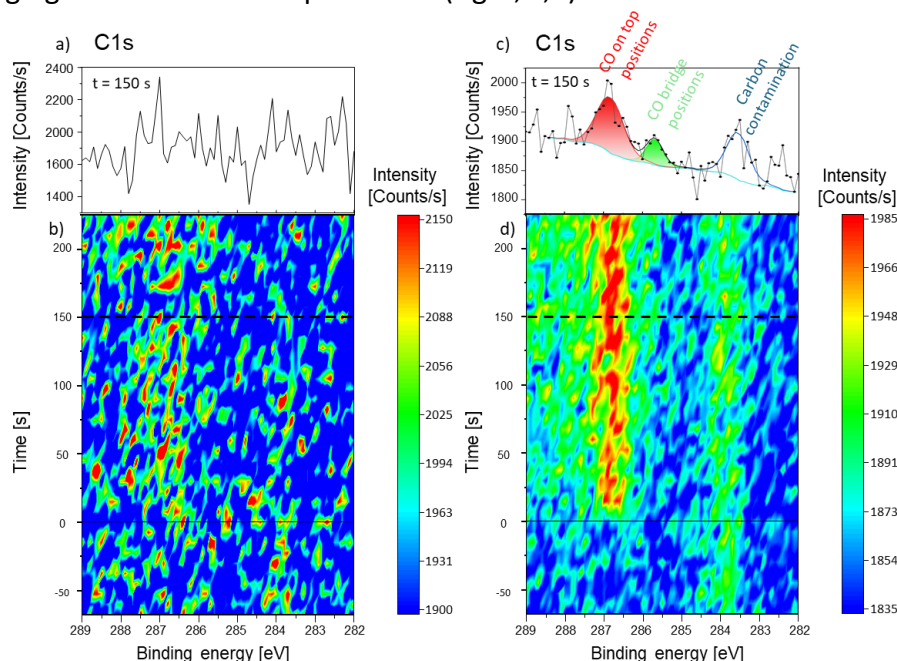 a) C1s
t = 150 s
Intensity [Counts/s]
2400
2200
2000
1800
1600
1400
b)
Time [s]
200
150
100
50
0
-50
289 288 287 286 285 284 283 282
Binding energy [eV]
Intensity
[Counts/s]
2150
2119
2088
2056
2025
1994
1963
1931
1900
c) C1s
t = 150 s
CO on top
positions
CO bridge
positions
Carbon
contamination
Intensity [Counts/s]
2000
1950
1900
1850
1800
d)
Time [s]
200
150
100
50
0
-50
289 288 287 286 285 284 283 282
Binding energy [eV]
Intensity
[Counts/s]
1985
1966
1948
1929
1910
1891
1873
1854
1835